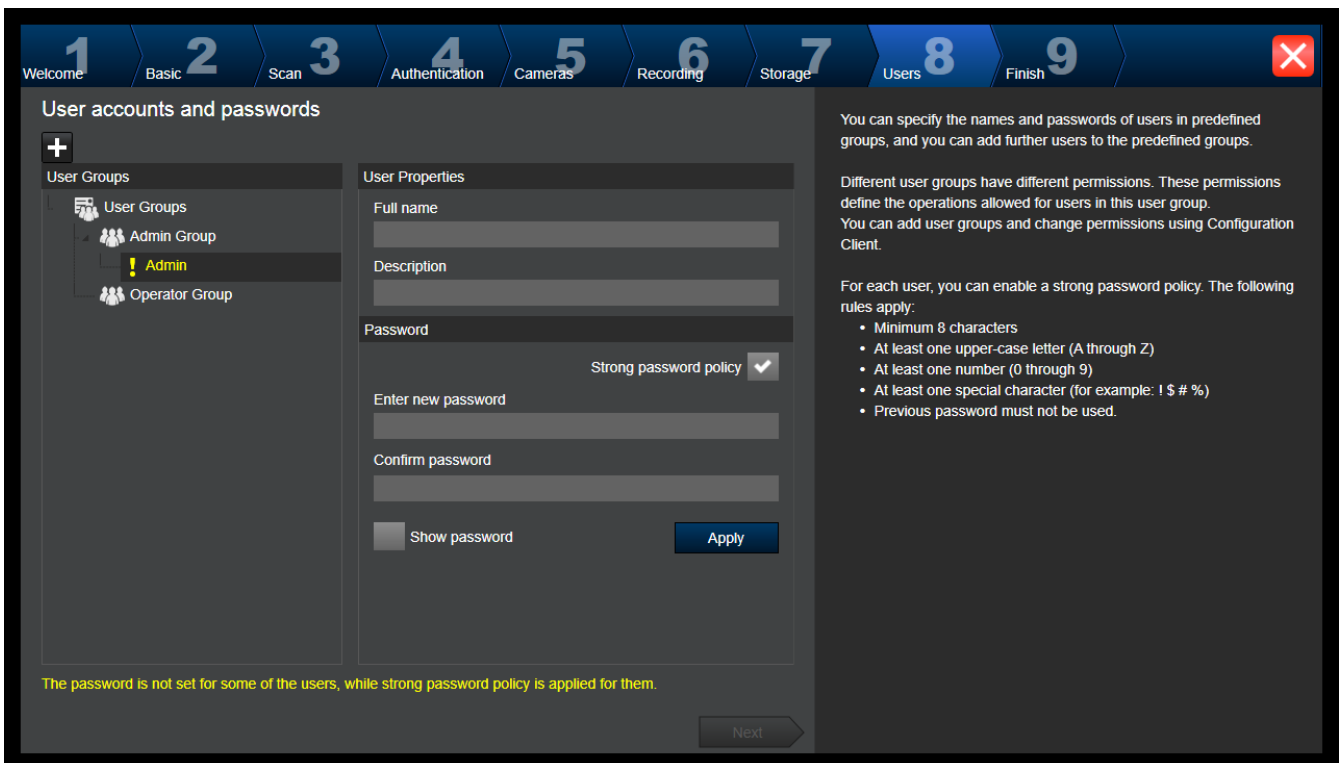 1 Welcome
2 Basic
3 Scan
4 Authentication
5 Cameras
6 Recording
7 Storage
8 Users
9 Finish
User accounts and passwords
User Groups
User Groups
Admin Group
! Admin
Operator Group
User Properties
Full name
Description
Password
Strong password policy
Enter new password
Confirm password
Show password
Apply
The password is not set for some of the users, while strong password policy is applied for them.
Next
You can specify the names and passwords of users in predefined
groups, and you can add further users to the predefined groups.
Different user groups have different permissions. These permissions
define the operations allowed for users in this user group.
You can add user groups and change permissions using Configuration
Client.
For each user, you can enable a strong password policy. The following
rules apply:
• Minimum 8 characters
• At least one upper-case letter (A through Z)
• At least one number (0 through 9)
• At least one special character (for example: ! $ # %)
• Previous password must not be used.